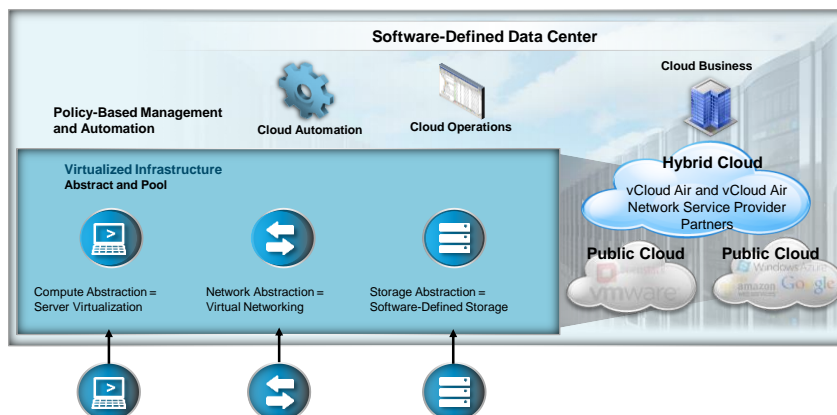 Software-Defined Data Center
Cloud Business
Policy-Based Management
and Automation
Cloud Automation
Cloud Operations
Virtualized Infrastructure
Abstract and Pool
Hybrid Cloud
vCloud Air and vCloud Air
Network Service Provider
Partners
Public Cloud
Public Cloud
vmware
Windows Azure
amazon
Google
Compute Abstraction =
Server Virtualization
Network Abstraction =
Virtual Networking
Storage Abstraction =
Software-Defined Storage